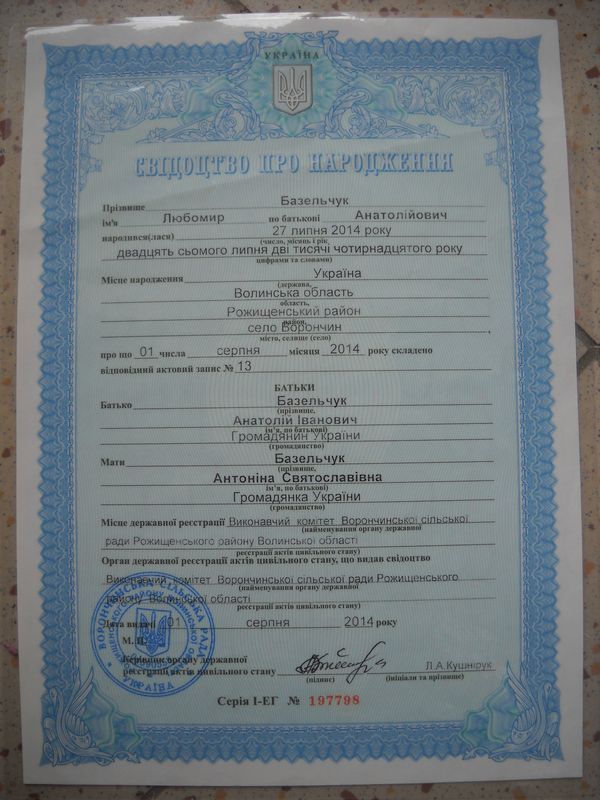 УКРАЇНА
СВІДОЦТВО ПРО НАРОДЖЕННЯ
Прізвище Базельчук
ім'я Любомир по батькові Анатолійович
народився(лася) 27 липня 2014 року
(число, місяць і рік
двадцять сьомого липня дві тисячі чотирнадцятого року
цифрами та словами)
Місце народження Україна
(держава,
Волинська область
область,
Рожищенський район
район,
село Ворончин
місто, селище (село)
про що 01 числа серпня місяця 2014 року складено
відповідний актовий запис № 13
БАТЬКИ
Батько Базельчук
(прізвище,
Анатолій Іванович
ім'я, по батькові)
Громадянин України
(громадянство)
Мати Базельчук
(прізвище,
Антоніна Святославівна
ім'я, по батькові)
Громадянка України
(громадянство)
Місце державної реєстрації Виконавчий комітет Ворончинської сільської
(найменування органу державної
ради Рожищенського району Волинської області
реєстрації актів цивільного стану)
Орган державної реєстрації актів цивільного стану, що видав свідоцтво
Виконавчий комітет Ворончинської сільської ради Рожищенського
(найменування органу державної
району Волинської області
реєстрації актів цивільного стану)
Дата видачі 01 серпня 2014 року
М. П.
Керівник органу державної
реєстрації актів цивільного стану Л.А.Кушнірук
(підпис) (ініціали та прізвище)
Серія І-ЕГ № 197798
ВОРОНЧИНСЬКА СІЛЬСЬКА РАДА
УКРАЇНА